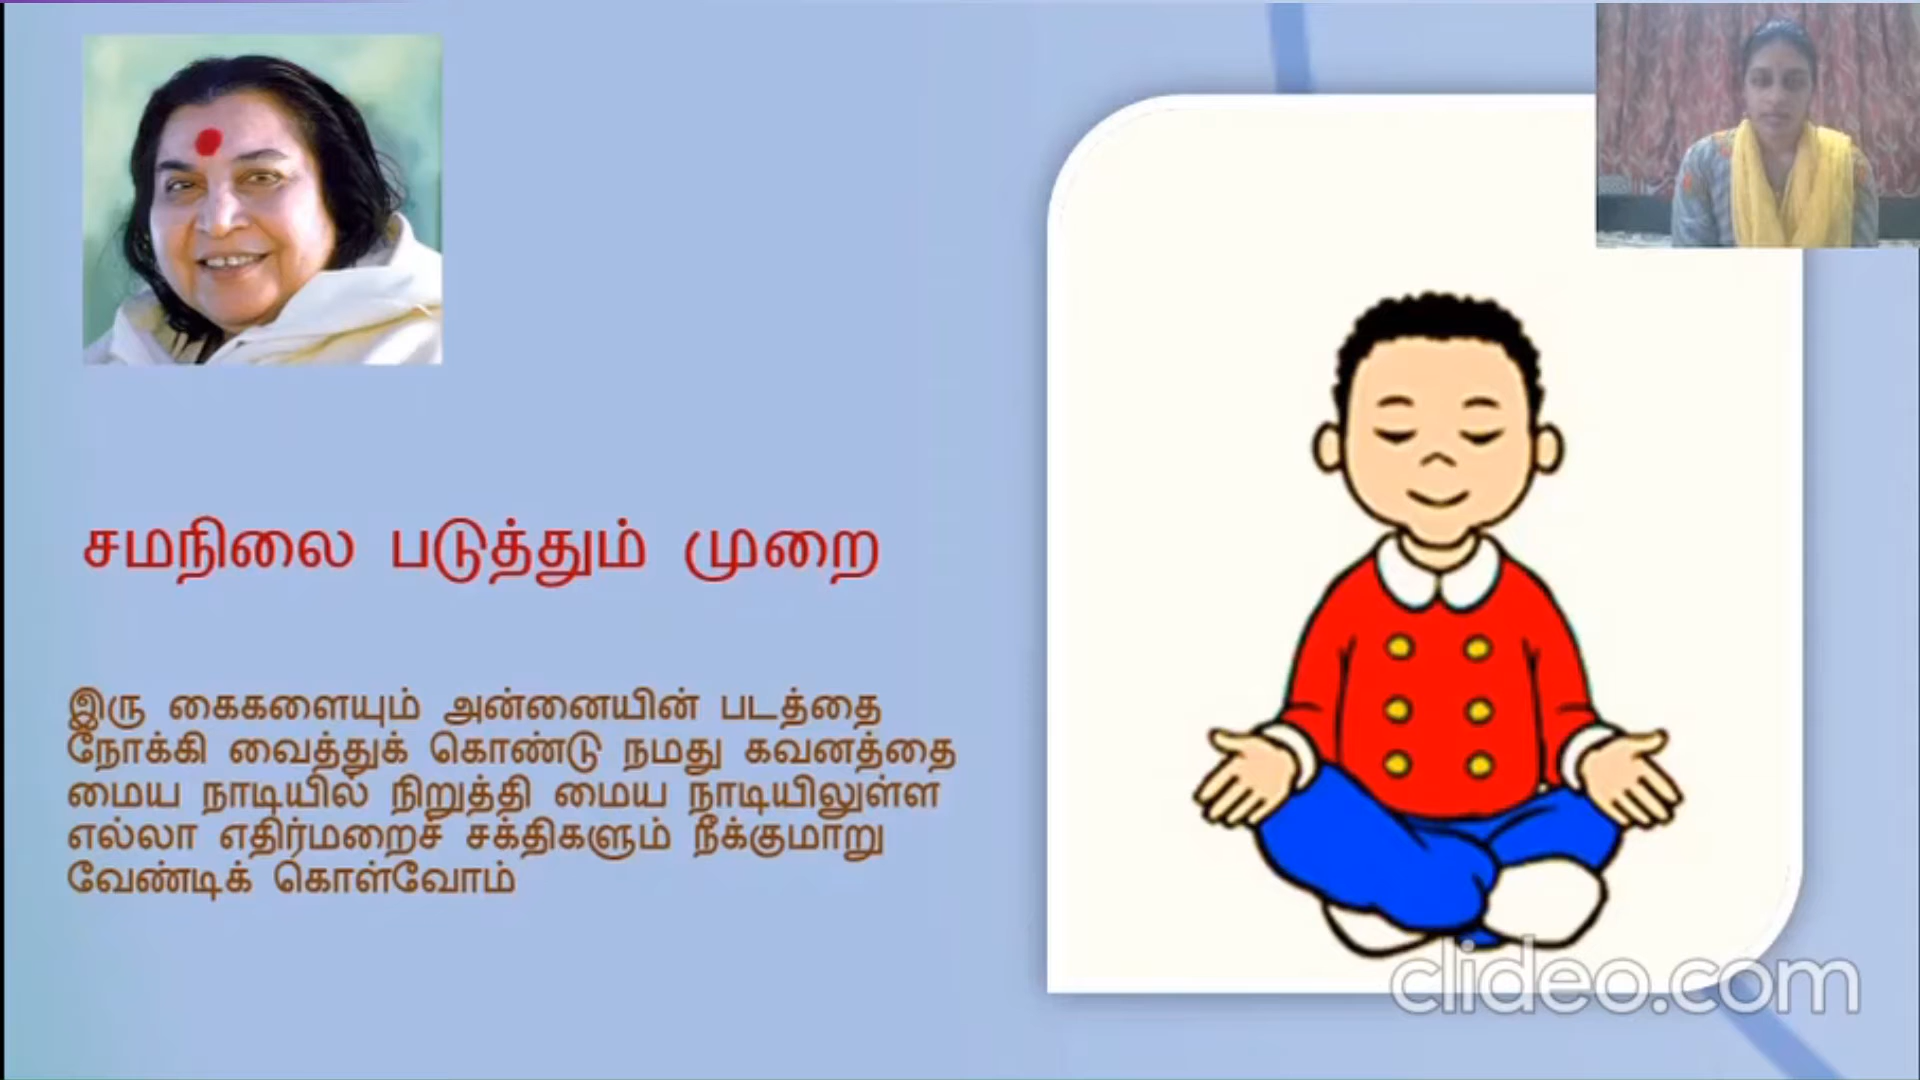 சமநிலை படுத்தும் முறை
இரு கைகளையும் அன்னையின் படத்தை
நோக்கி வைத்துக் கொண்டு நமது கவனத்தை
மைய நாடியில் நிறுத்தி மைய நாடியிலுள்ள
எல்லா எதிர்மறைச் சக்திகளும் நீக்குமாறு
வேண்டிக் கொள்வோம்
clideo.com